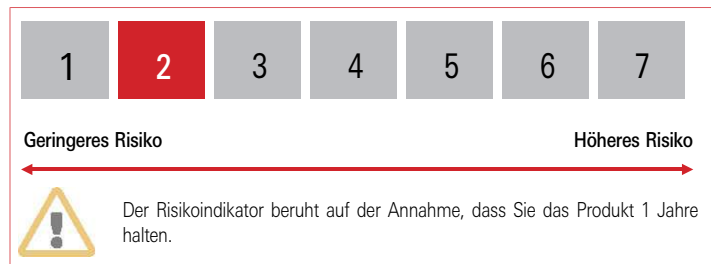 1 2 3 4 5 6 7
Geringeres Risiko Höheres Risiko
Der Risikoindikator beruht auf der Annahme, dass Sie das Produkt 1 Jahre
halten.